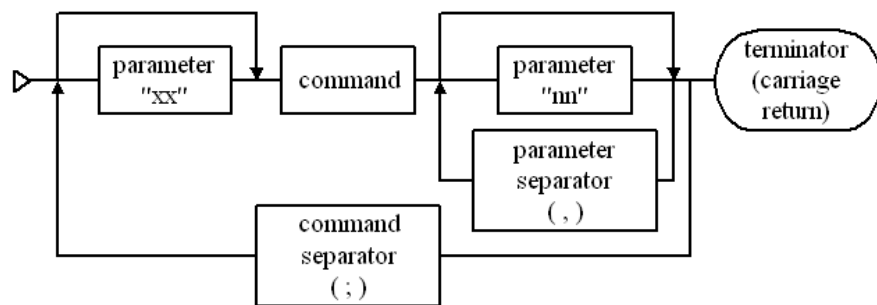 parameter
"xx"
command
parameter
"nn"
terminator
(carriage
return)
parameter
separator
( , )
command
separator
( ; )